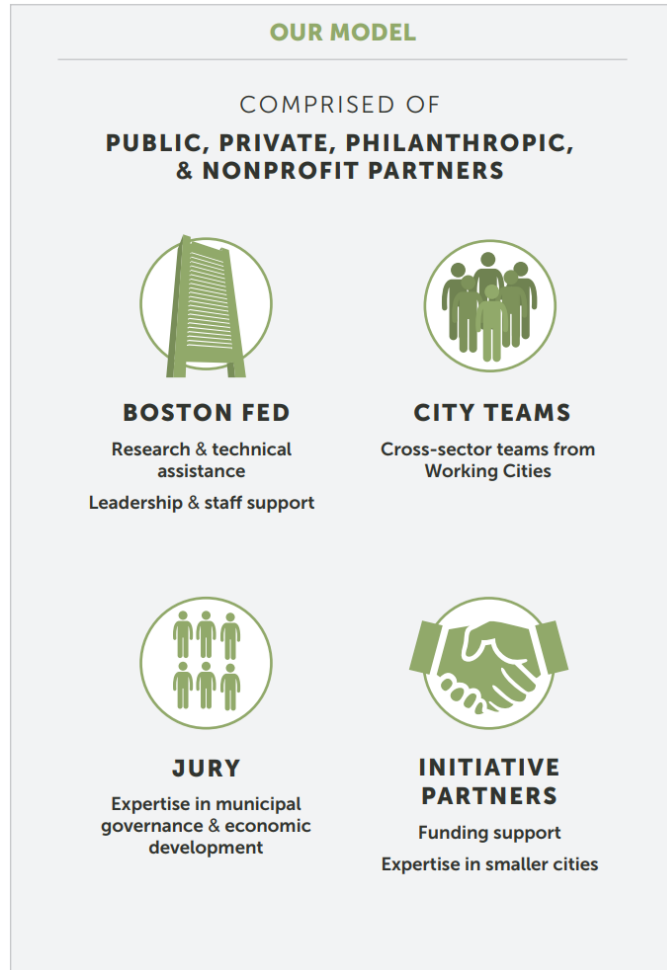 OUR MODEL
COMPRISED OF
PUBLIC, PRIVATE, PHILANTHROPIC,
& NONPROFIT PARTNERS
BOSTON FED
Research & technical
assistance
Leadership & staff support
CITY TEAMS
Cross-sector teams from
Working Cities
JURY
Expertise in municipal
governance & economic
development
INITIATIVE
PARTNERS
Funding support
Expertise in smaller cities